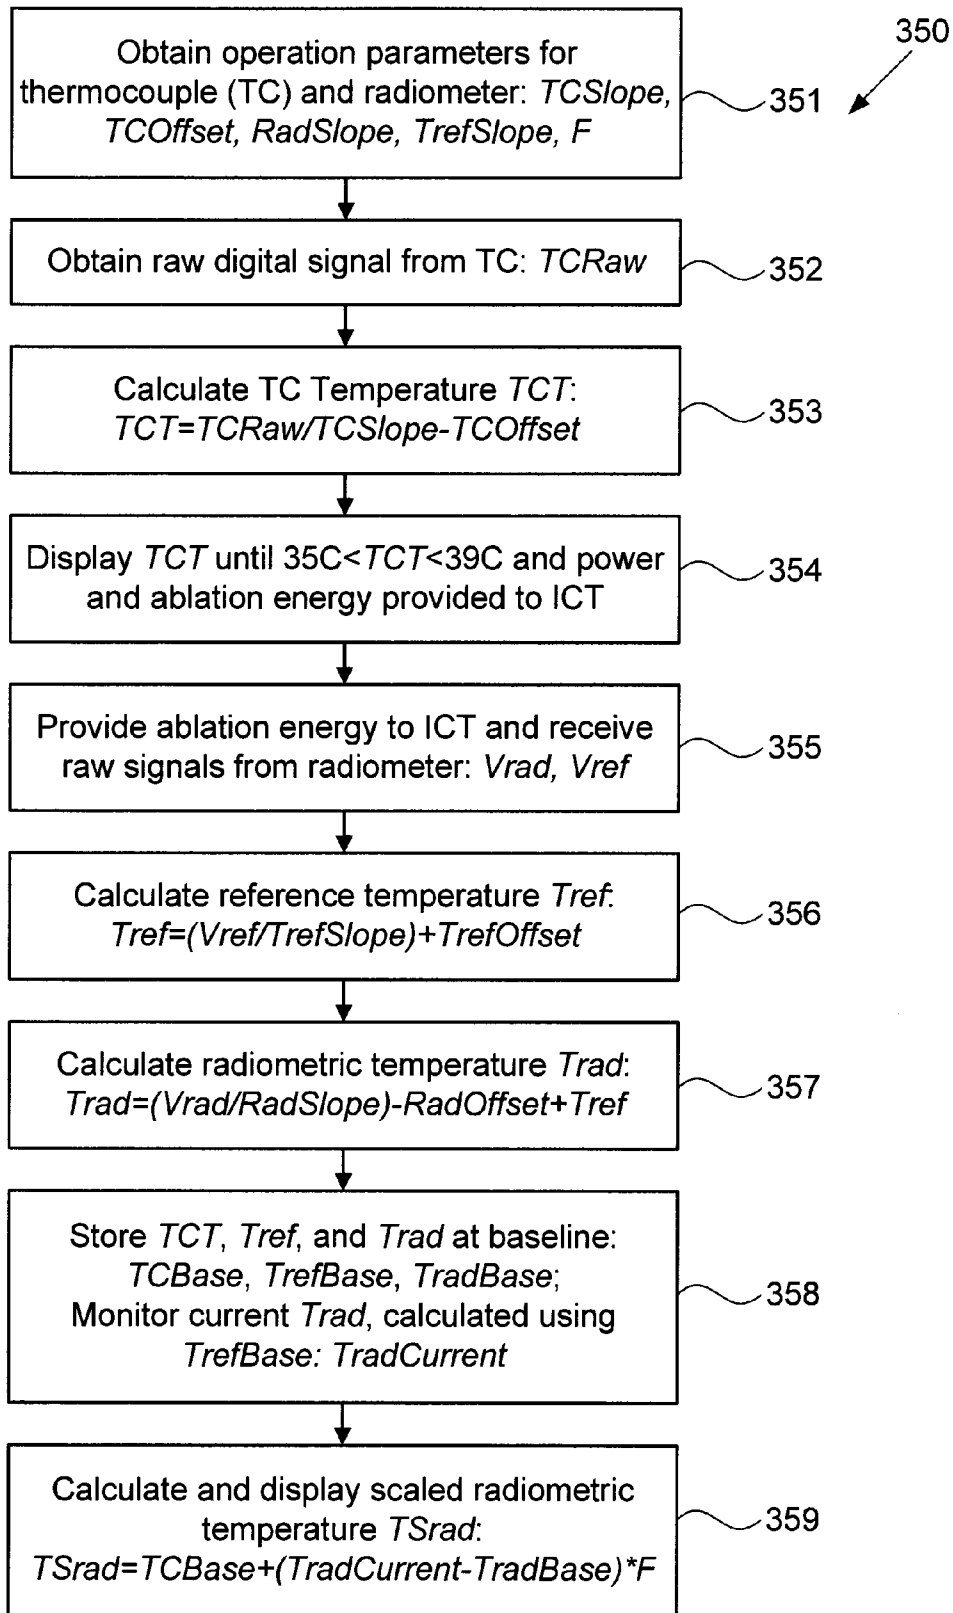 350
Obtain operation parameters for
thermocouple (TC) and radiometer: TCSlope,
TCOffset, RadSlope, TrefSlope, F
351
Obtain raw digital signal from TC: TCRaw
352
Calculate TC Temperature TCT:
TCT=TCRaw/TCSlope-TCOffset
353
Display TCT until 35C<TCT<39C and power
and ablation energy provided to ICT
354
Provide ablation energy to ICT and receive
raw signals from radiometer: Vrad, Vref
355
Calculate reference temperature Tref:
Tref=(Vref/TrefSlope)+TrefOffset
356
Calculate radiometric temperature Trad:
Trad=(Vrad/RadSlope)-RadOffset+Tref
357
Store TCT, Tref, and Trad at baseline:
TCBase, TrefBase, TradBase;
Monitor current Trad, calculated using
TrefBase: TradCurrent
358
Calculate and display scaled radiometric
temperature TSrad:
TSrad=TCBase+(TradCurrent-TradBase)*F
359